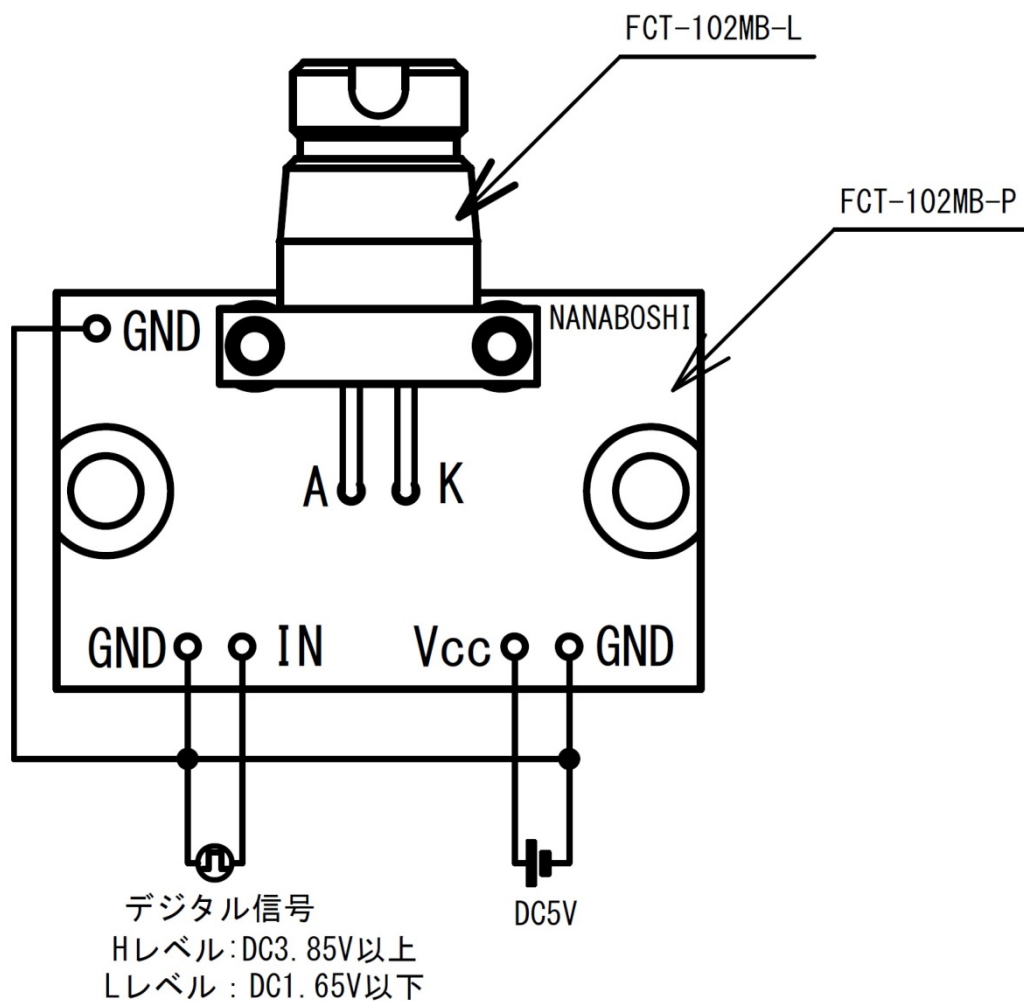 FCT-102MB-L
FCT-102MB-P
GND
NANABOSHI
A
K
GND
IN
Vcc
GND
デジタル信号
Hレベル:DC3.85V以上
Lレベル:DC1.65V以下
DC5V